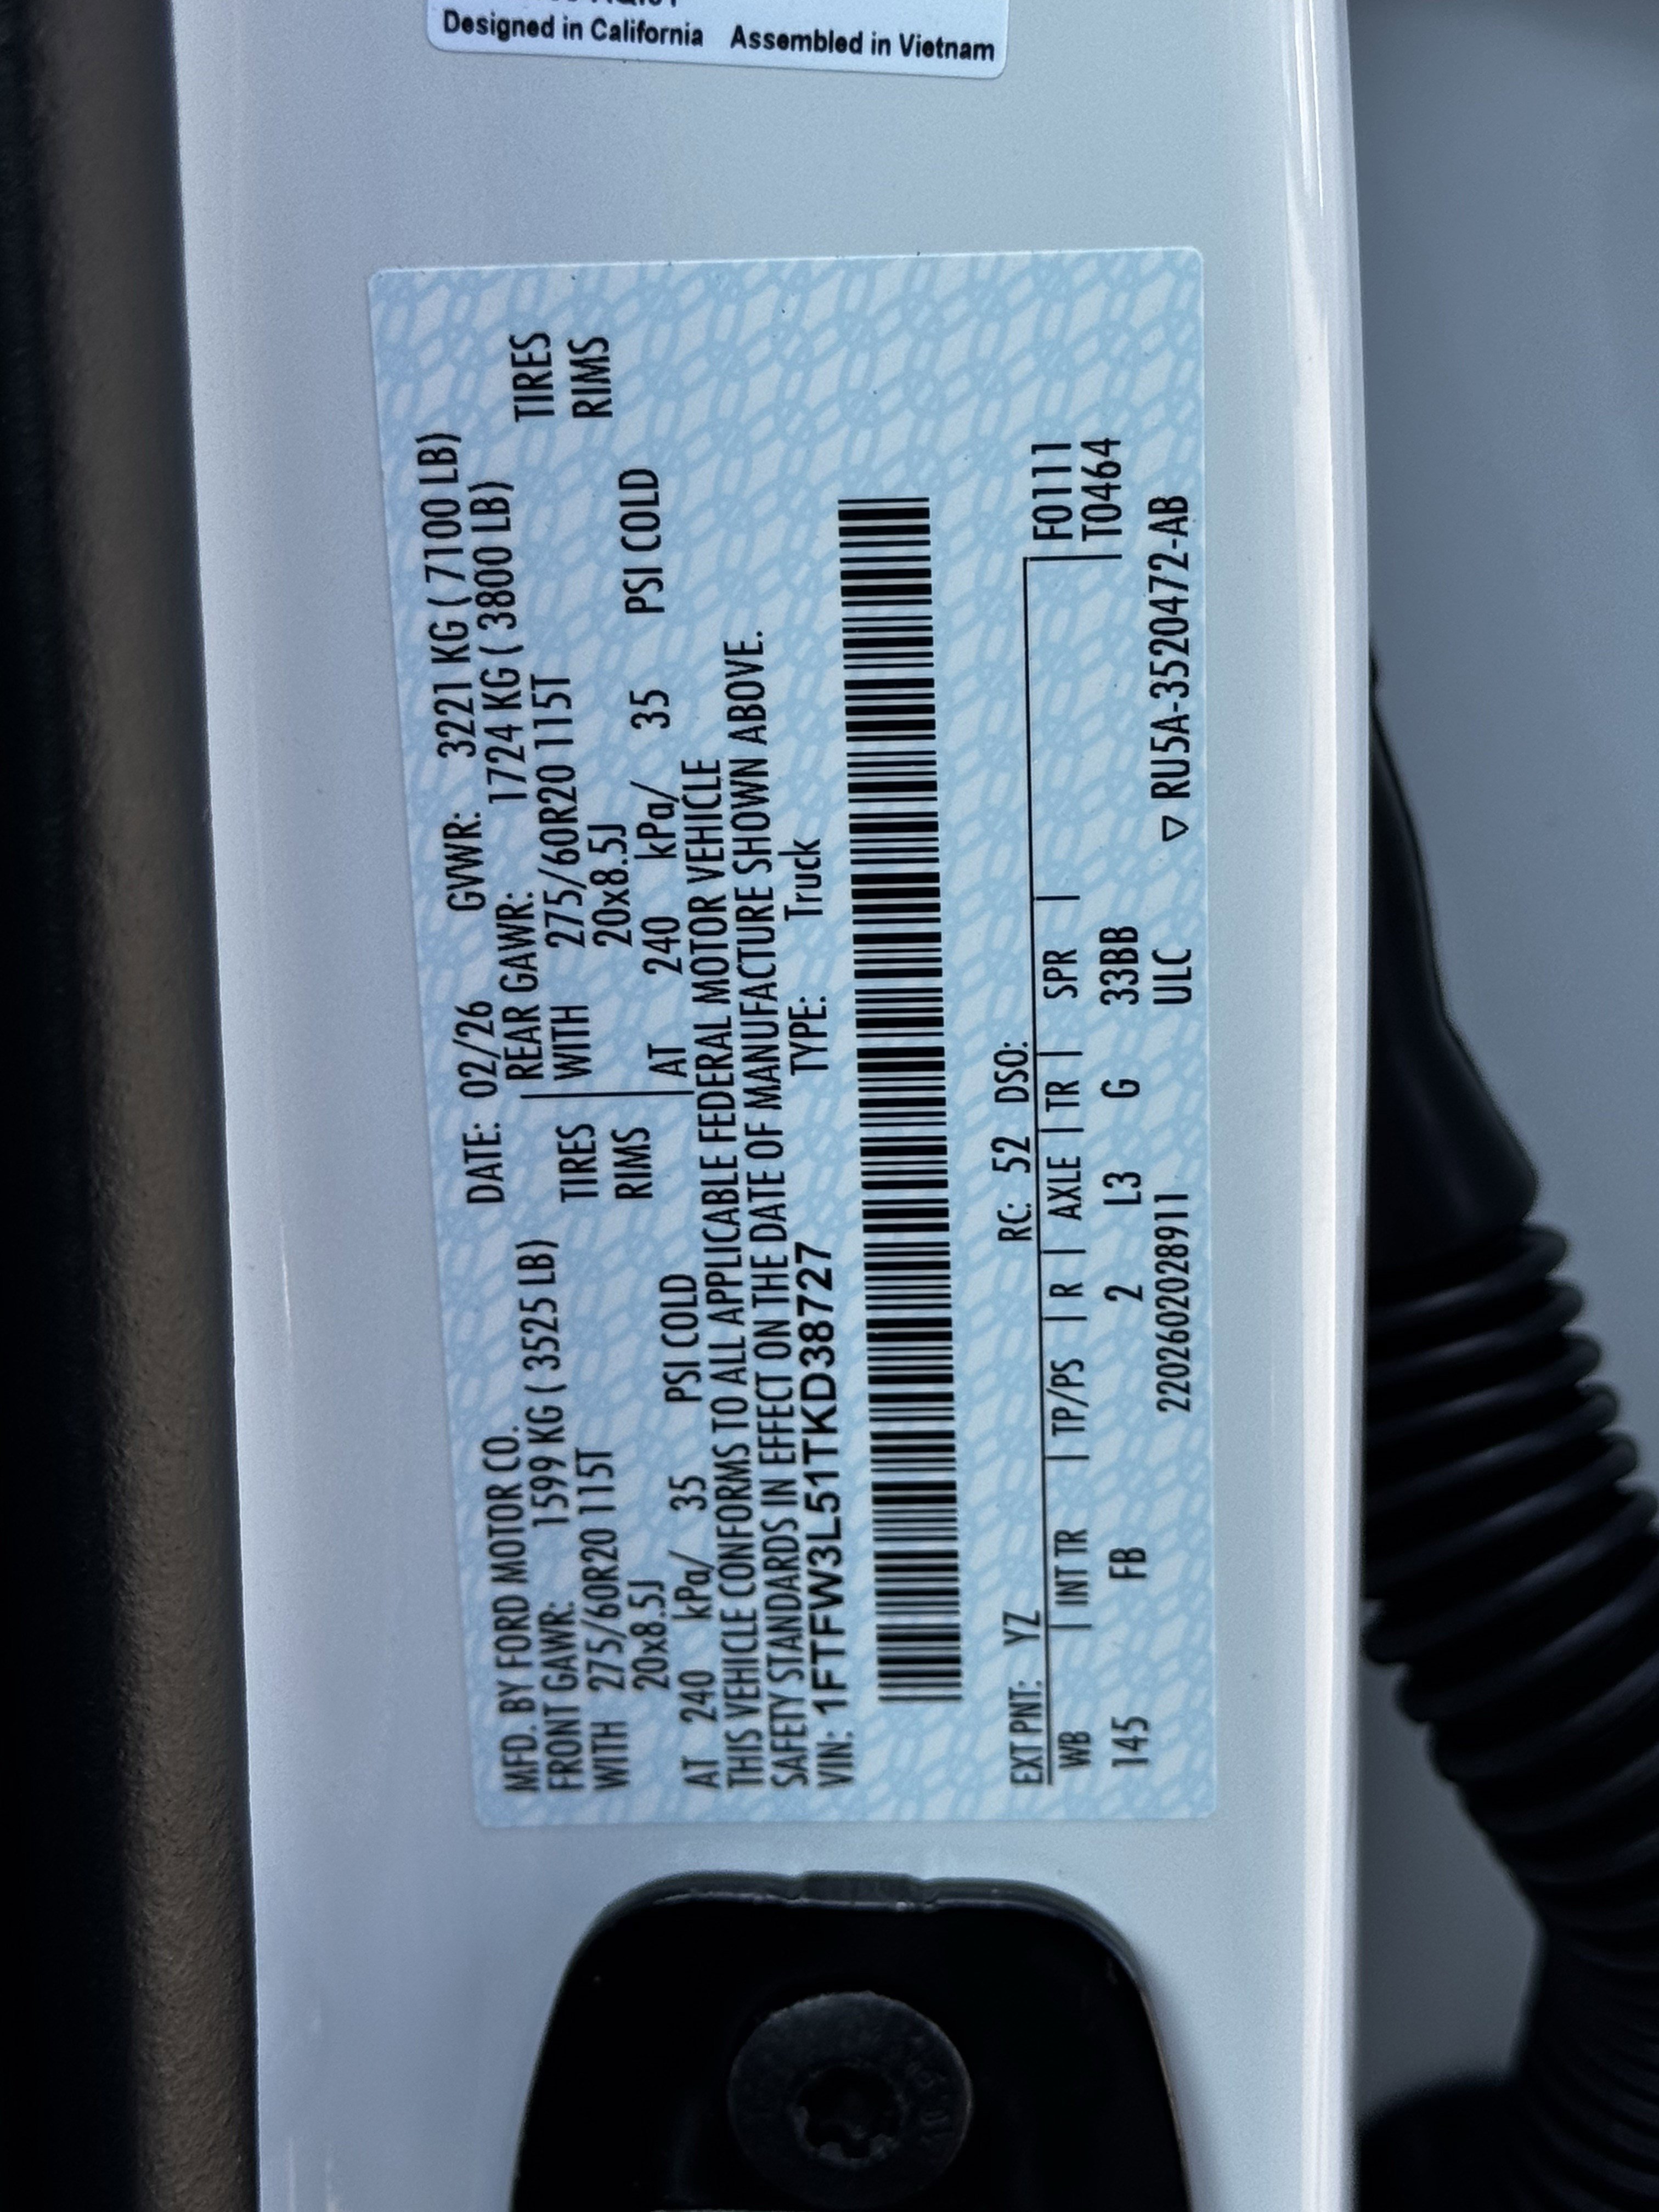 Designed in California Assembled in Vietnam
MFD. BY FORD MOTOR CO. DATE: 02/26 GVWR: 3221 KG ( 7100 LB)
FRONT GAWR: 1599 KG ( 3525 LB) REAR GAWR: 1724 KG ( 3800 LB)
WITH 275/60R20 115T TIRES WITH 275/60R20 115T TIRES
20x8.5J RIMS 20x8.5J RIMS
AT 240 kPa/ 35 PSI COLD AT 240 kPa/ 35 PSI COLD
THIS VEHICLE CONFORMS TO ALL APPLICABLE FEDERAL MOTOR VEHICLE
SAFETY STANDARDS IN EFFECT ON THE DATE OF MANUFACTURE SHOWN ABOVE.
VIN: 1FTFW3L51TKD38727 TYPE: Truck
EXT PNT: YZ RC: 52 DSO:
WB | INT TR | TP/PS | R | AXLE | TR | SPR | F0111
145 FB 2 L3 G 33BB T0464
220260202891 1 ULC ▽ RU5A-3520472-AB